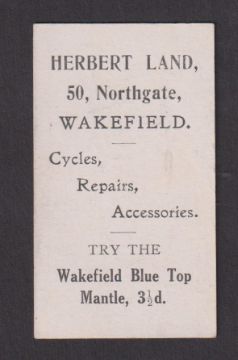 HERBERT LAND,
50, Northgate,
WAKEFIELD.
Cycles,
Repairs,
Accessories.
TRY THE
Wakefield Blue Top
Mantle, 3½d.